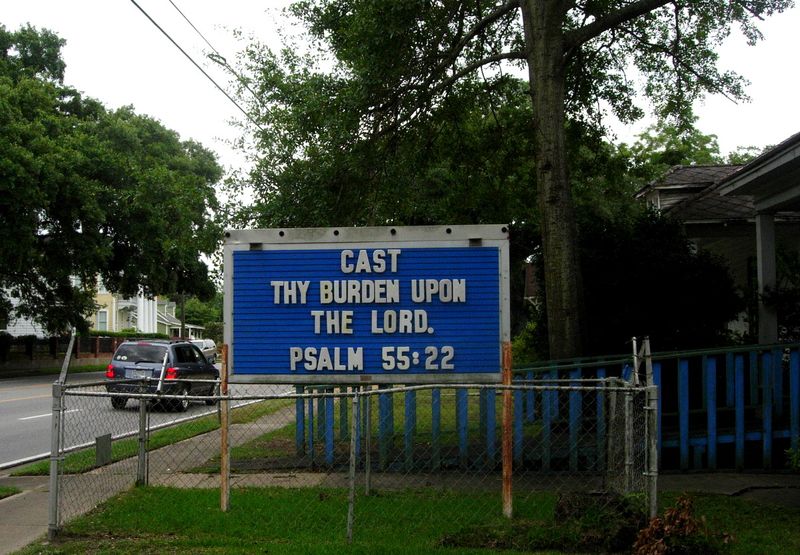 CAST
THY BURDEN UPON
THE LORD.
PSALM 55:22